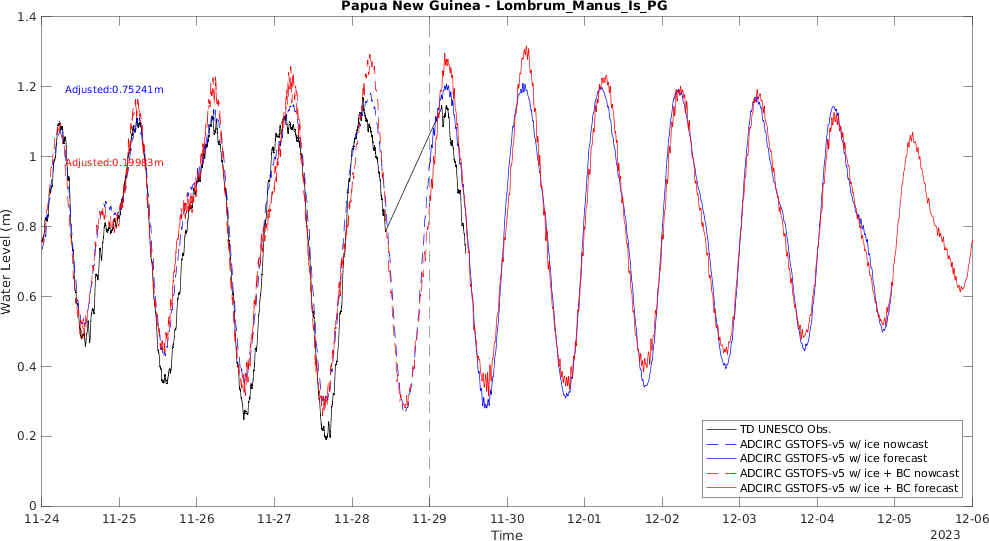 Papua New Guinea - Lombrum_Manus_Is_PG
1.4
1.2
1
0.8
0.6
0.4
0.2
0
Water Level (m)
Adjusted:0.75241m
Adjusted:0.19983m
TD UNESCO Obs.
ADCIRC GSTOFS-v5 w/ ice nowcast
ADCIRC GSTOFS-v5 w/ ice forecast
ADCIRC GSTOFS-v5 w/ ice + BC nowcast
ADCIRC GSTOFS-v5 w/ ice + BC forecast
11-24 11-25 11-26 11-27 11-28 11-29 11-30 12-01 12-02 12-03 12-04 12-05 12-06
Time
2023